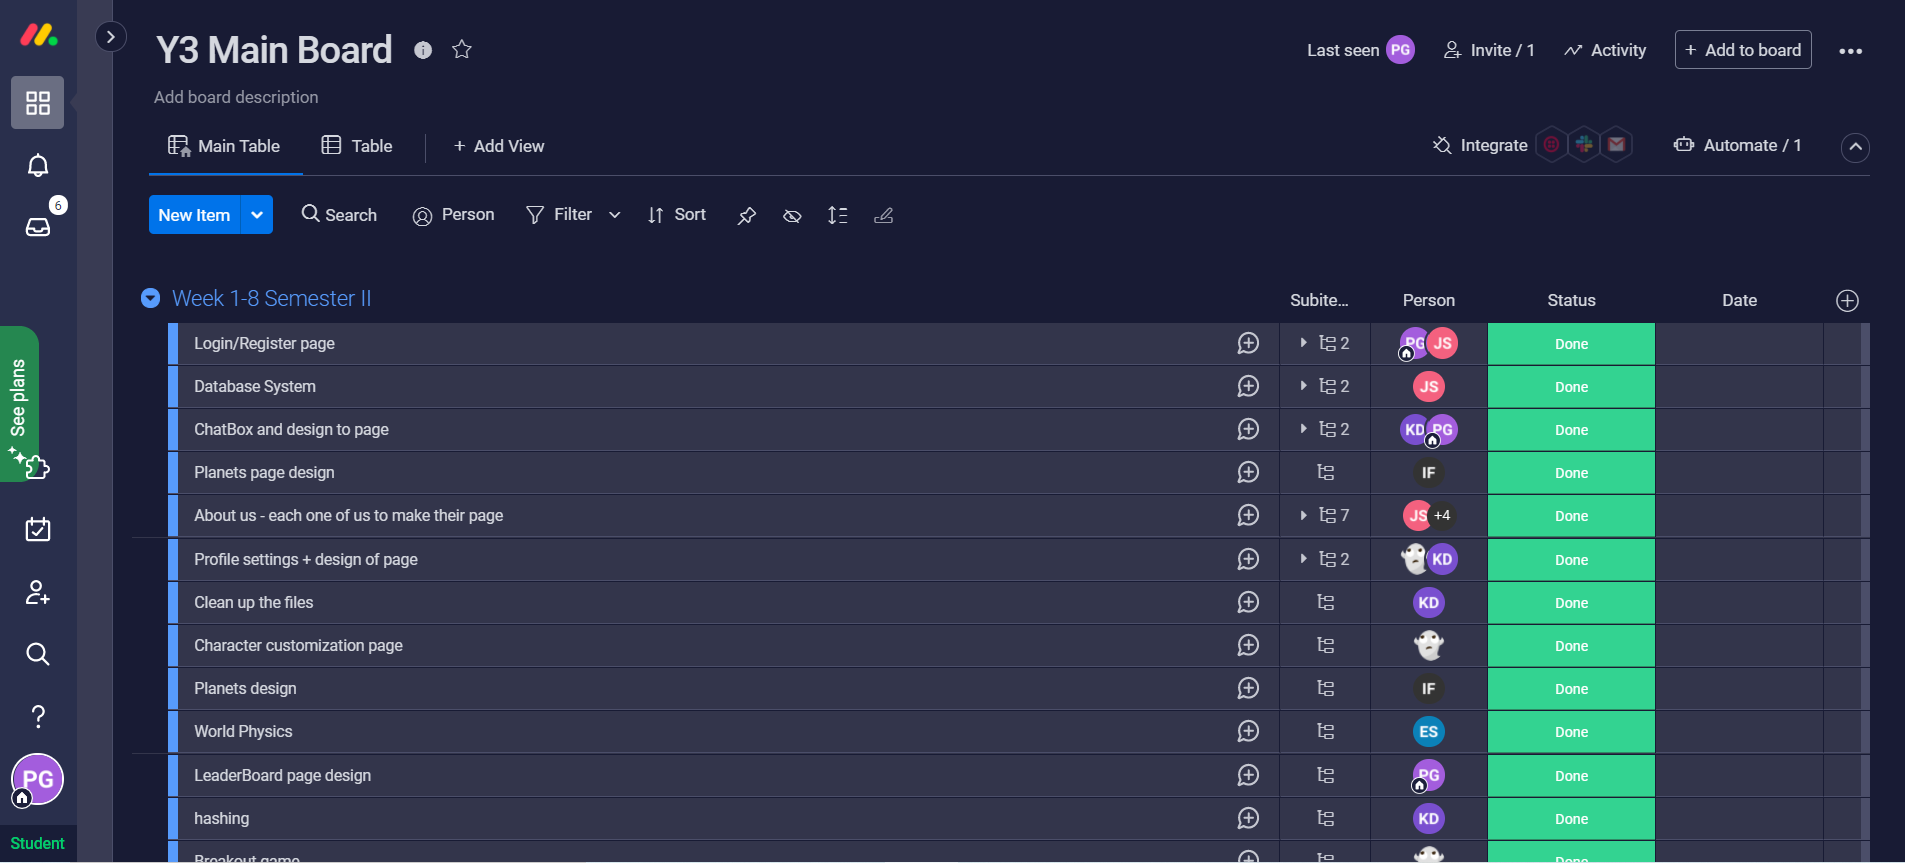 Y3 Main Board
Last seen PG Invite / 1 Activity + Add to board
Add board description
Main Table Table + Add View Integrate Automate / 1
6
New Item Search Person Filter Sort
Week 1-8 Semester II Subite... Person Status Date
Login/Register page 2 PG JS Done
Database System 2 JS Done
See plans
ChatBox and design to page 2 KD PG Done
Planets page design IF Done
About us - each one of us to make their page 7 JS +4 Done
Profile settings + design of page 2 KD Done
Clean up the files KD Done
Character customization page Done
Planets design IF Done
World Physics ES Done
LeaderBoard page design PG Done
PG
hashing KD Done
Student
Breakout game Done